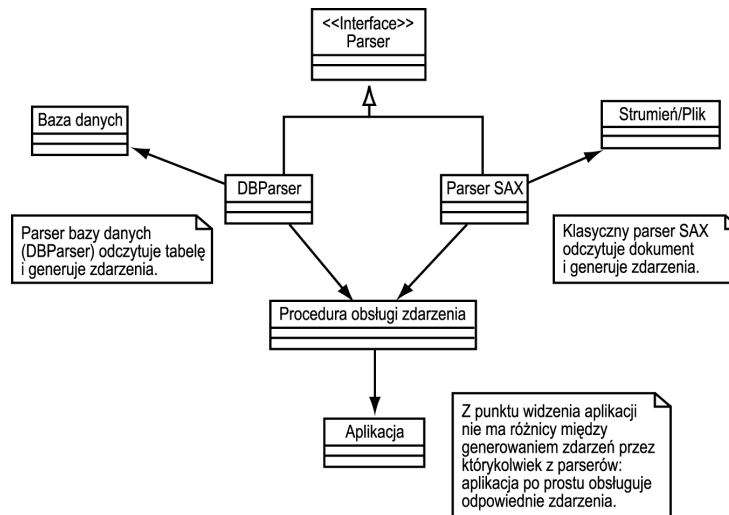 <<Interface>>
Parser
Baza danych
Strumień/Plik
DBParser
Parser SAX
Parser bazy danych
(DBParser) odczytuje tabelę
i generuje zdarzenia.
Klasyczny parser SAX
odczytuje dokument
i generuje zdarzenia.
Procedura obsługi zdarzenia
Aplikacja
Z punktu widzenia aplikacji
nie ma różnicy między
generowaniem zdarzeń przez
którykolwiek z parserów:
aplikacja po prostu obsługuje
odpowiednie zdarzenia.